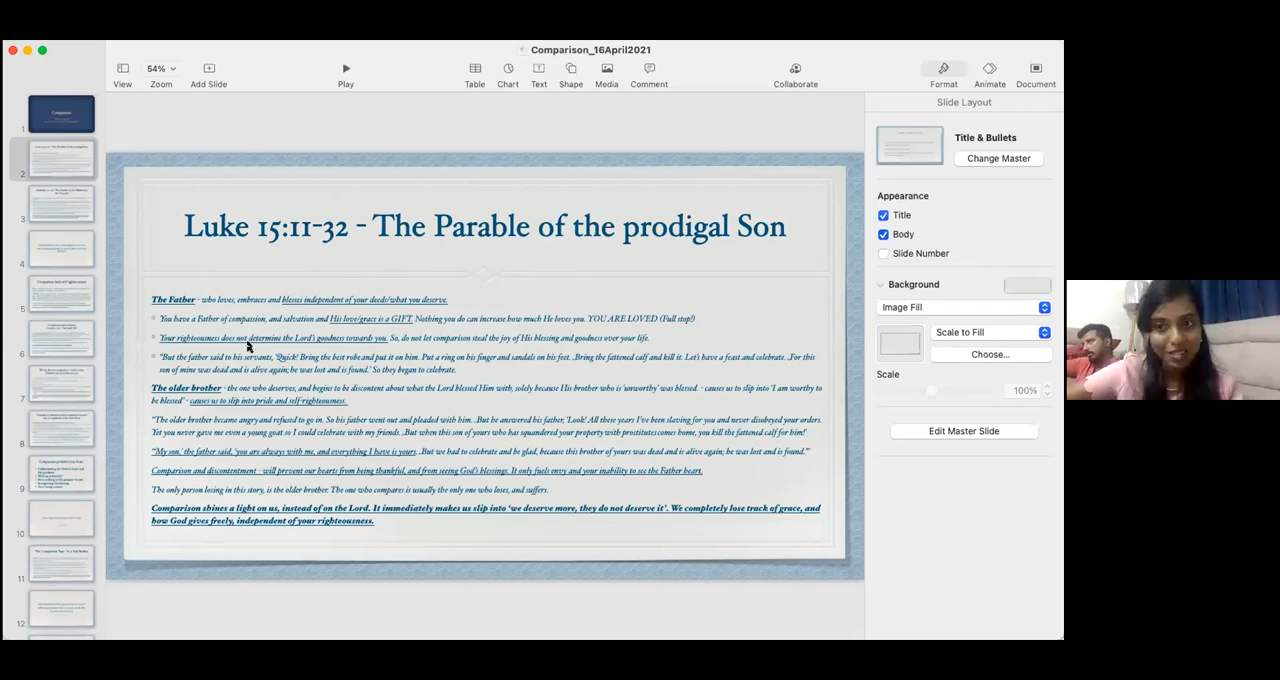 Comparison_16April2021
View
54%
Zoom
Add Slide
Play
Table
Chart
Text
Shape
Media
Comment
Collaborate
Format
Animate
Document
1
2
3
4
5
6
7
8
9
10
11
12
Luke 15:11-32 - The Parable of the prodigal Son
The Father - who loves, embraces and blesses independent of your deeds/what you deserve.
You have a Father of compassion, and salvation and His love/grace is a GIFT. Nothing you do can increase how much He loves you. YOU ARE LOVED (Full stop!)
Your righteousness does not determine the Lord's goodness towards you. So, do not let comparison steal the joy of His blessing and goodness over your life.
"But the father said to his servants, 'Quick! Bring the best robe and put it on him. Put a ring on his finger and sandals on his feet. .Bring the fattened calf and kill it. Let's have a feast and celebrate. .For this
son of mine was dead and is alive again; he was lost and is found.' So they began to celebrate.
The older brother - the one who deserves, and begins to be discontent about what the Lord blessed Him with, solely because His brother who is 'unworthy' was blessed. - causes us to slip into 'I am worthy to
be blessed' - causes us to slip into pride and self-righteousness.
"The older brother became angry and refused to go in. So his father went out and pleaded with him. .But he answered his father, 'Look! All these years I've been slaving for you and never disobeyed your orders.
Yet you never gave me even a young goat so I could celebrate with my friends. .But when this son of yours who has squandered your property with prostitutes comes home, you kill the fattened calf for him!'
"'My son,' the father said, 'you are always with me, and everything I have is yours. .But we had to celebrate and be glad, because this brother of yours was dead and is alive again; he was lost and is found.'"
Comparison and discontentment - will prevent our hearts from being thankful, and from seeing God's blessings. It only fuels envy and your inability to see the Father heart.
The only person losing in this story, is the older brother. The one who compares is usually the only one who loses, and suffers.
Comparison shines a light on us, instead of on the Lord. It immediately makes us slip into 'we deserve more, they do not deserve it'. We completely lose track of grace, and
how God gives freely, independent of your righteousness.
Slide Layout
Title & Bullets
Change Master
Appearance
Title
Body
Slide Number
Background
Image Fill
Scale to Fill
Choose...
Scale
100%
Edit Master Slide